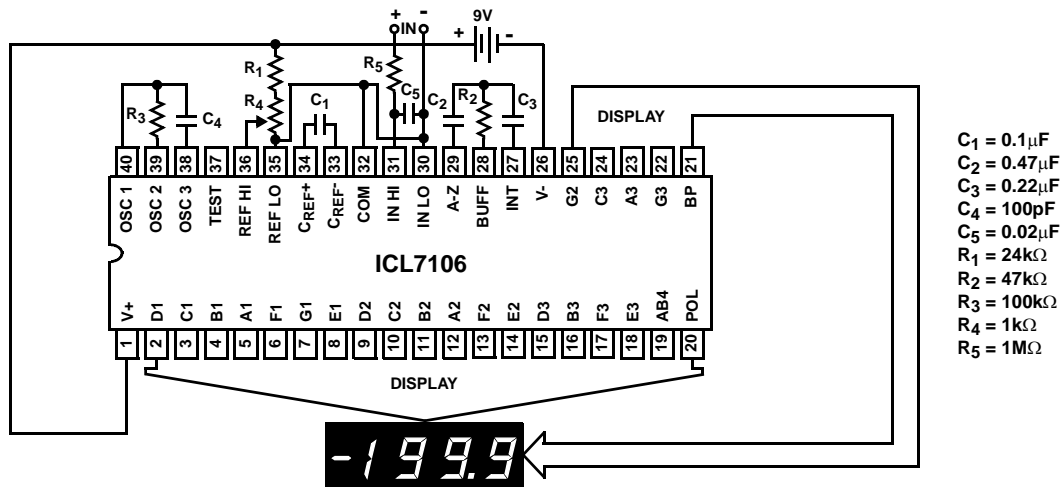 + -
IN
9V
+ -
R1
R5
C5
C2
R2
C3
R3
C4
R4
C1
DISPLAY
40 39 38 37 36 35 34 33 32 31 30 29 28 27 26 25 24 23 22 21
OSC 1
OSC 2
OSC 3
TEST
REF HI
REF LO
CREF+
CREF-
COM
IN HI
IN LO
A-Z
BUFF
INT
V-
G2
C3
A3
G3
BP
ICL7106
V+
D1
C1
B1
A1
F1
G1
E1
D2
C2
B2
A2
F2
E2
D3
B3
F3
E3
AB4
POL
1 2 3 4 5 6 7 8 9 10 11 12 13 14 15 16 17 18 19 20
DISPLAY
-199.9
C1 = 0.1μF
C2 = 0.47μF
C3 = 0.22μF
C4 = 100pF
C5 = 0.02μF
R1 = 24kΩ
R2 = 47kΩ
R3 = 100kΩ
R4 = 1kΩ
R5 = 1MΩ